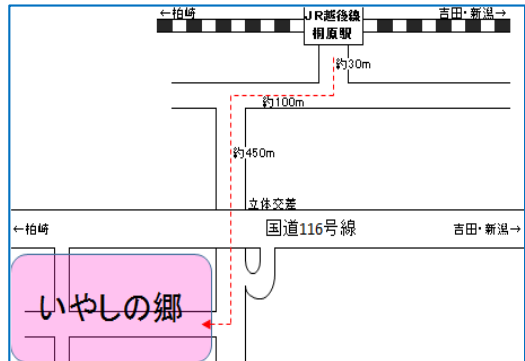 ←柏崎
JR越後線
桐原駅
吉田・新潟→
約30m
約100m
約450m
立体交差
←柏崎
国道116号線
吉田・新潟→
いやしの郷